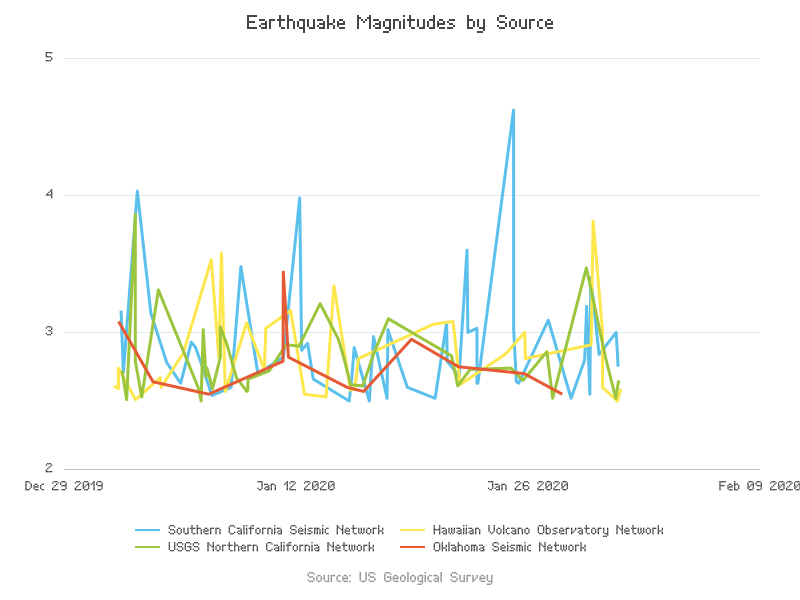 Earthquake Magnitudes by Source
5
4
3
2
Dec 29 2019 Jan 12 2020 Jan 26 2020 Feb 09 2020
Southern California Seismic Network Hawaiian Volcano Observatory Network
USGS Northern California Network Oklahoma Seismic Network
Source: US Geological Survey